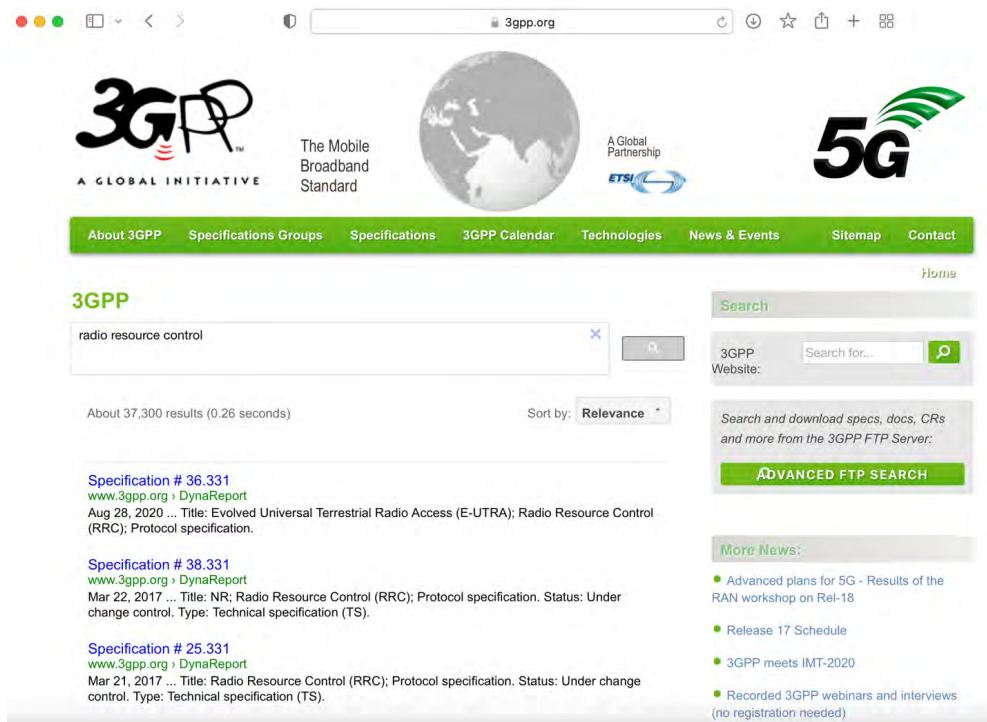 3gpp.org
3GPP
TM
A GLOBAL INITIATIVE
The Mobile
Broadband
Standard
A Global
Partnership
ETSI
5G
About 3GPP Specifications Groups Specifications 3GPP Calendar Technologies News & Events Sitemap Contact
Home
3GPP
radio resource control
About 37,300 results (0.26 seconds)
Sort by: Relevance
Specification # 36.331
www.3gpp.org › DynaReport
Aug 28, 2020 ... Title: Evolved Universal Terrestrial Radio Access (E-UTRA); Radio Resource Control
(RRC); Protocol specification.
Specification # 38.331
www.3gpp.org › DynaReport
Mar 22, 2017 ... Title: NR; Radio Resource Control (RRC); Protocol specification. Status: Under
change control. Type: Technical specification (TS).
Specification # 25.331
www.3gpp.org › DynaReport
Mar 21, 2017 ... Title: Radio Resource Control (RRC); Protocol specification. Status: Under change
control. Type: Technical specification (TS).
Search
3GPP
Website:
Search for...
Search and download specs, docs, CRs
and more from the 3GPP FTP Server:
ADVANCED FTP SEARCH
More News:
Advanced plans for 5G - Results of the
RAN workshop on Rel-18
Release 17 Schedule
3GPP meets IMT-2020
Recorded 3GPP webinars and interviews
(no registration needed)